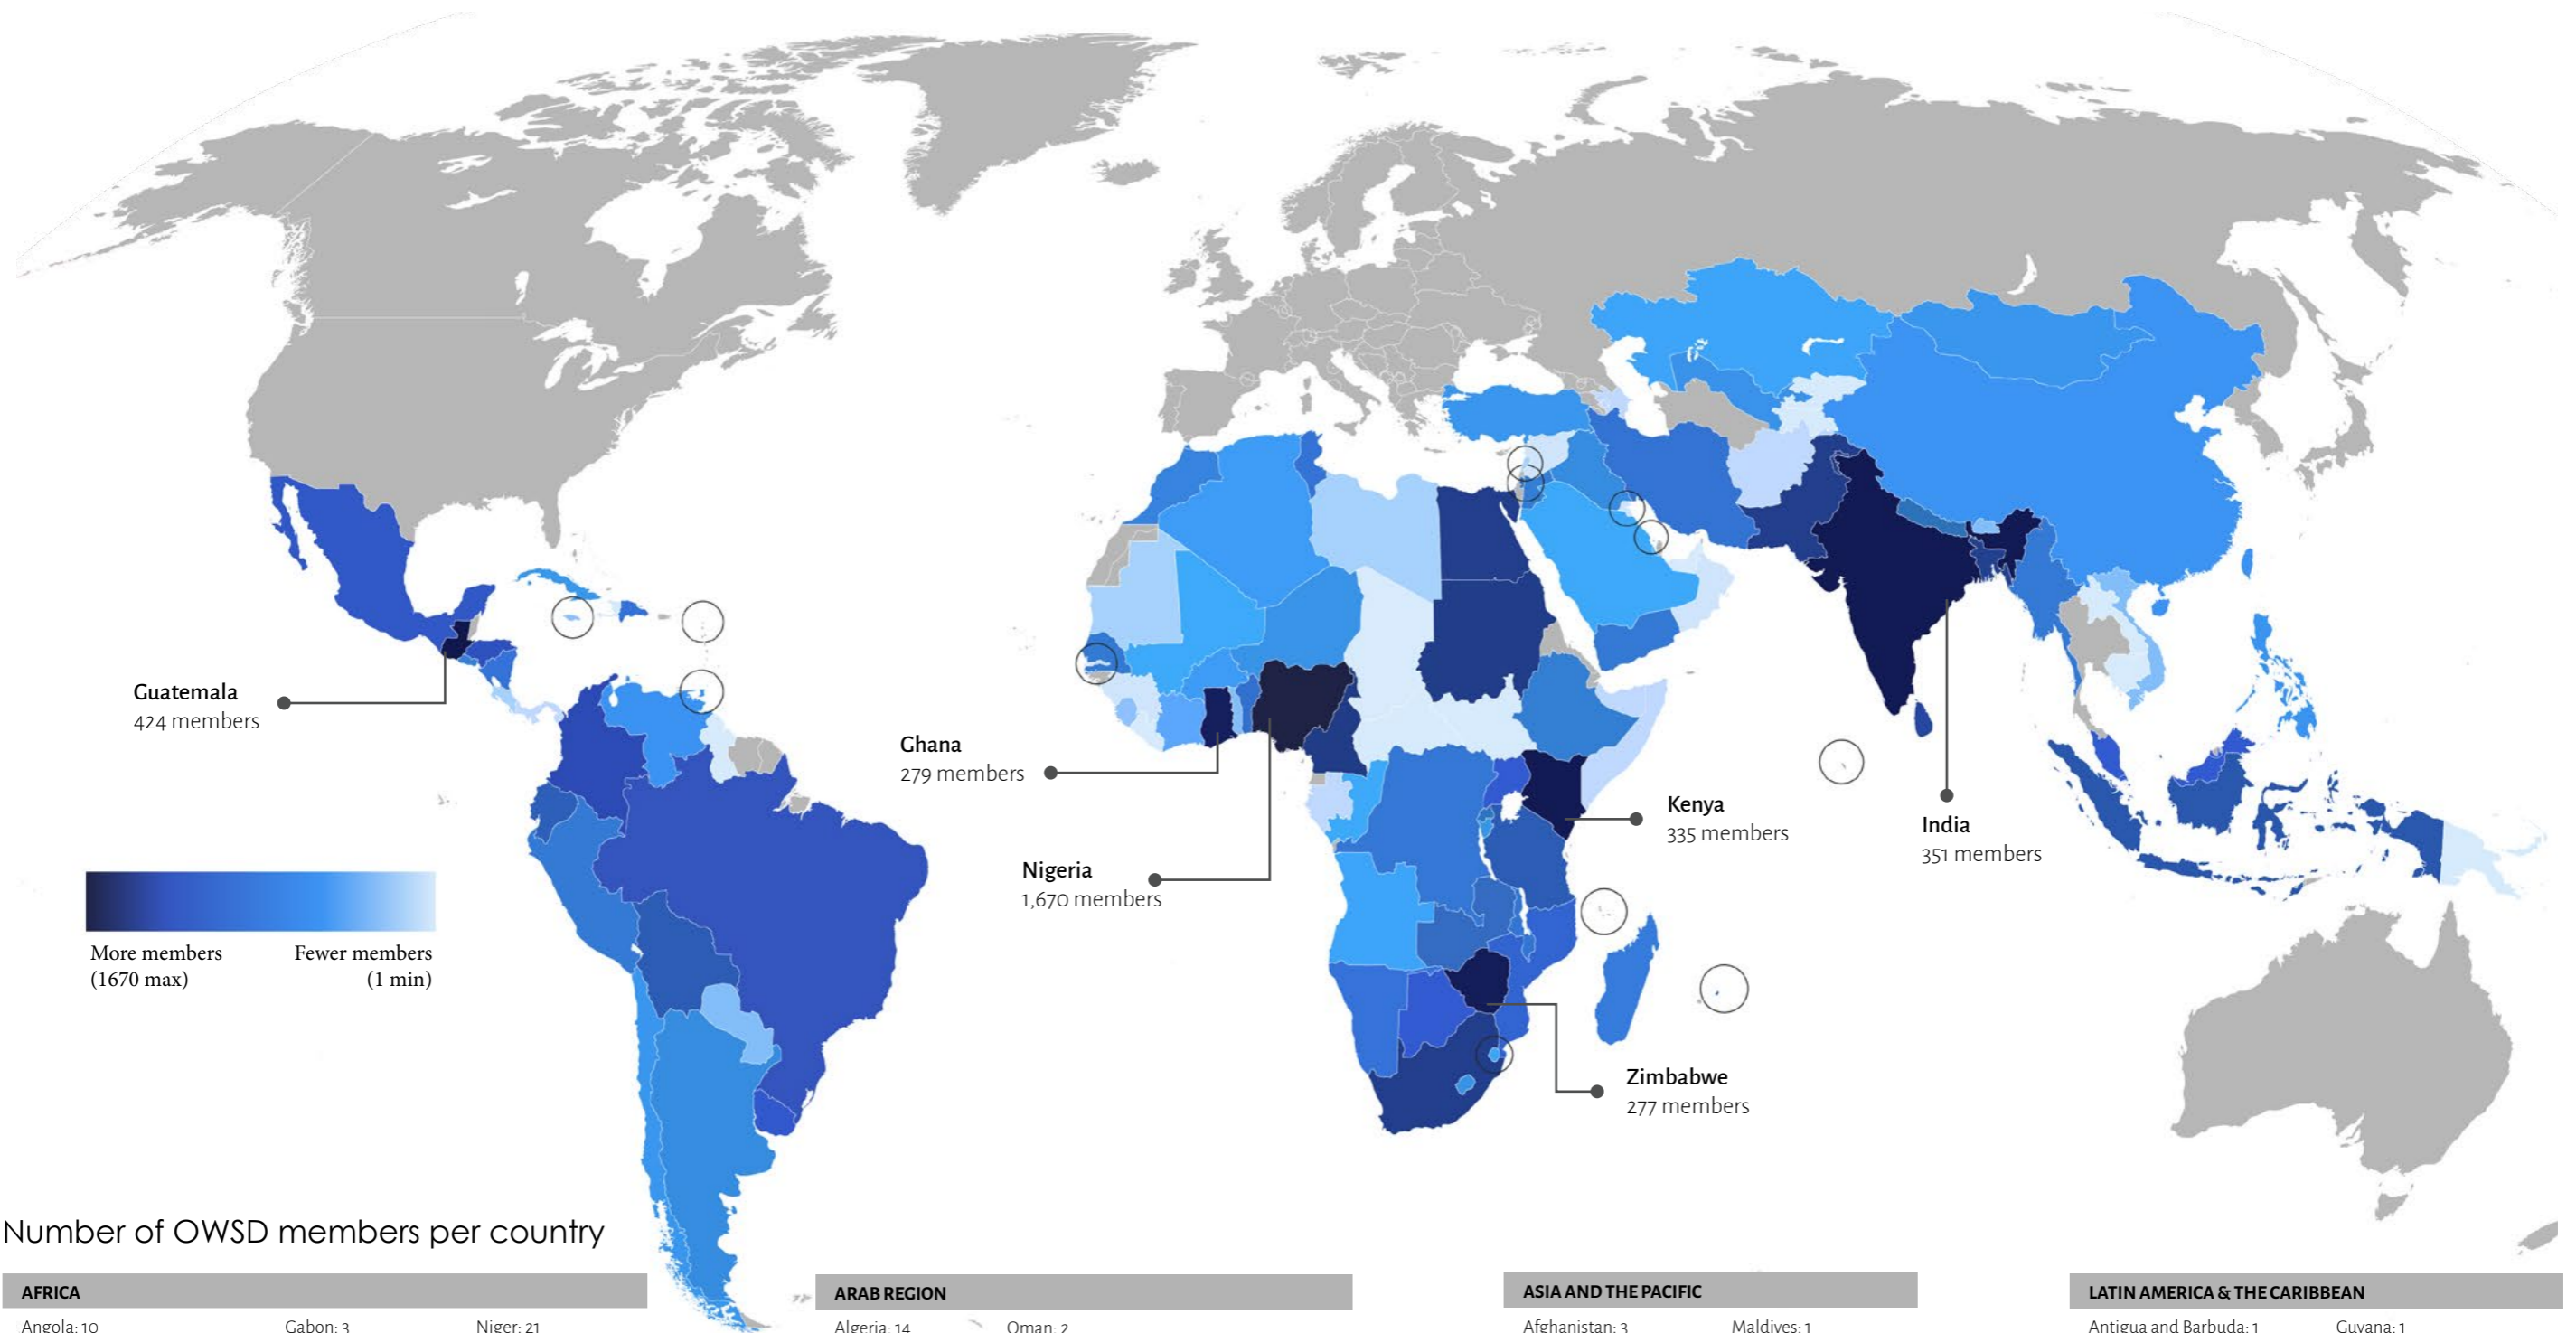 Guatemala
424 members
Ghana
279 members
Nigeria
1,670 members
Kenya
335 members
India
351 members
Zimbabwe
277 members
More members
(1670 max)
Fewer members
(1 min)
Number of OWSD members per country
AFRICA
Angola: 10
Gabon: 3
Niger: 21
ARAB REGION
Algeria: 14
Oman: 2
ASIA AND THE PACIFIC
Afghanistan: 3
Maldives: 1
LATIN AMERICA & THE CARIBBEAN
Antigua and Barbuda: 1
Guyana: 1